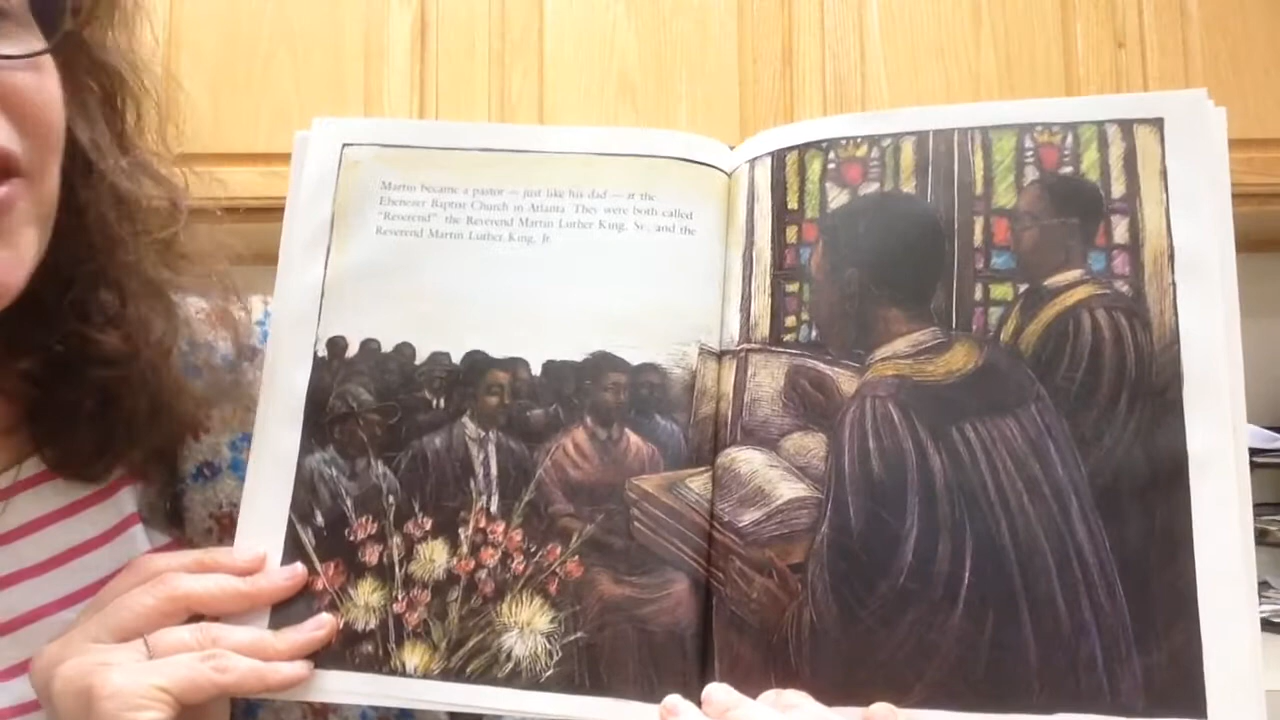 Martin became a pastor — just like his dad — at the
Ebenezer Baptist Church in Atlanta. They were both called
"Reverend": the Reverend Martin Luther King, Sr., and the
Reverend Martin Luther King, Jr.